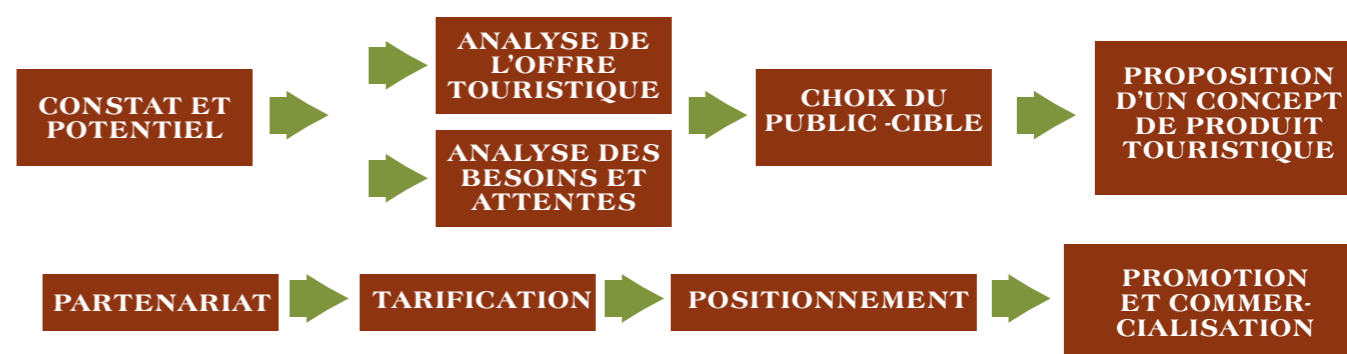 CONSTAT ET
POTENTIEL
ANALYSE DE
L'OFFRE
TOURISTIQUE
ANALYSE DES
BESOINS ET
ATTENTES
CHOIX DU
PUBLIC -CIBLE
PROPOSITION
D'UN CONCEPT
DE PRODUIT
TOURISTIQUE
PARTENARIAT
TARIFICATION
POSITIONNEMENT
PROMOTION
ET COMMER-
CIALISATION